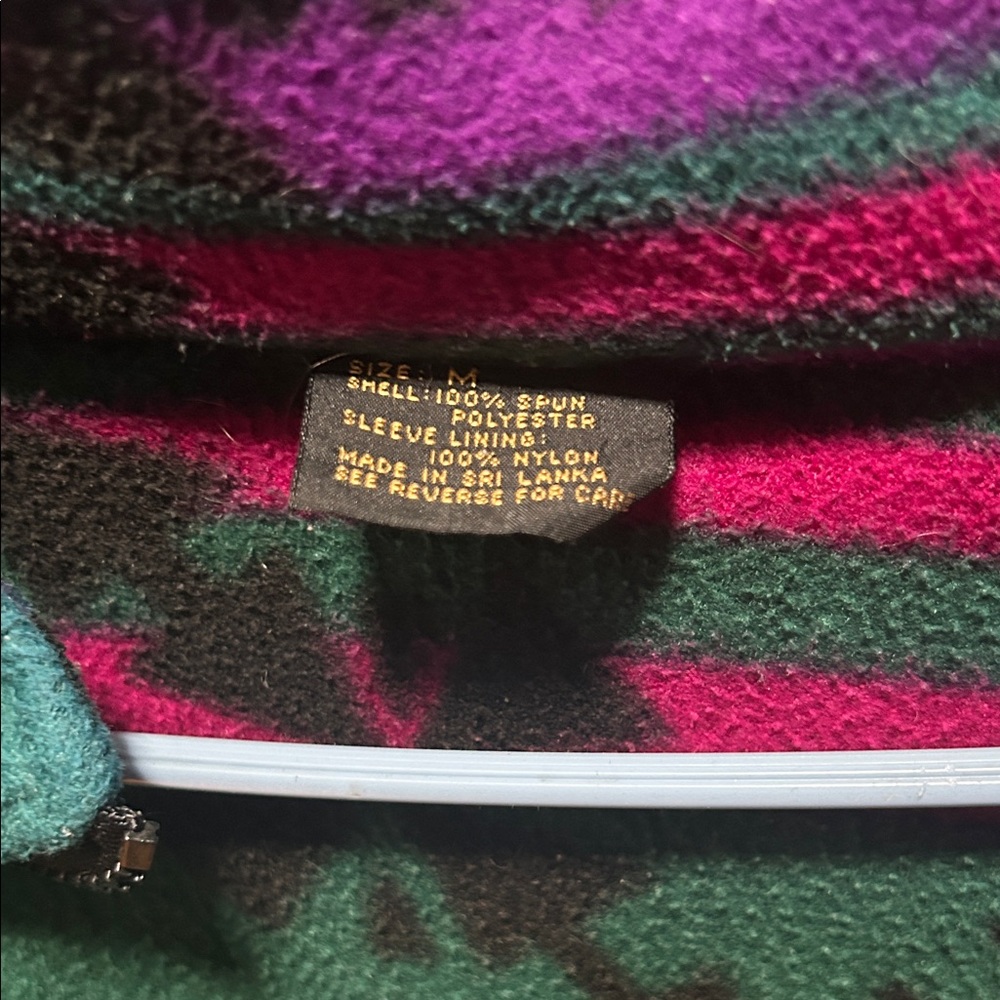 SIZE: M
SHELL: 100% SPUN
POLYESTER
SLEEVE LINING:
100% NYLON
MADE IN SRI LANKA
SEE REVERSE FOR CARE